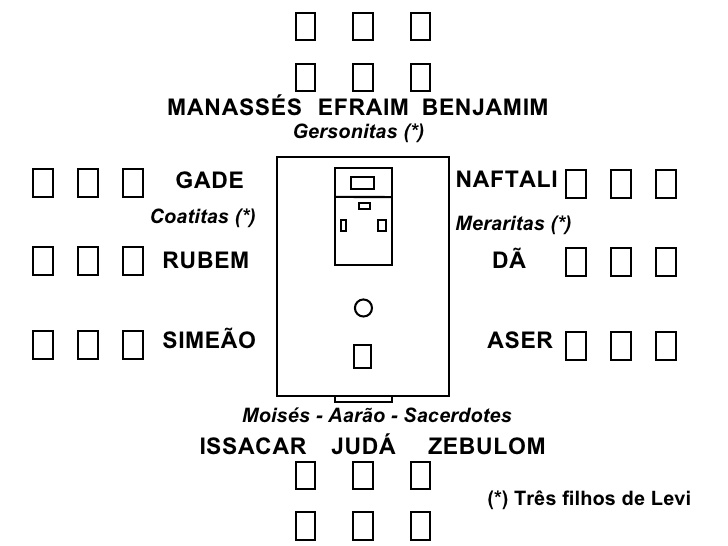 MANASSÉS EFRAIM BENJAMIM
Gersonitas (*)
GADE
NAFTALI
Coatitas (*)
Meraritas (*)
RUBEM
DÃ
SIMEÃO
ASER
Moisés - Aarão - Sacerdotes
ISSACAR JUDÁ ZEBULOM
(*) Três filhos de Levi